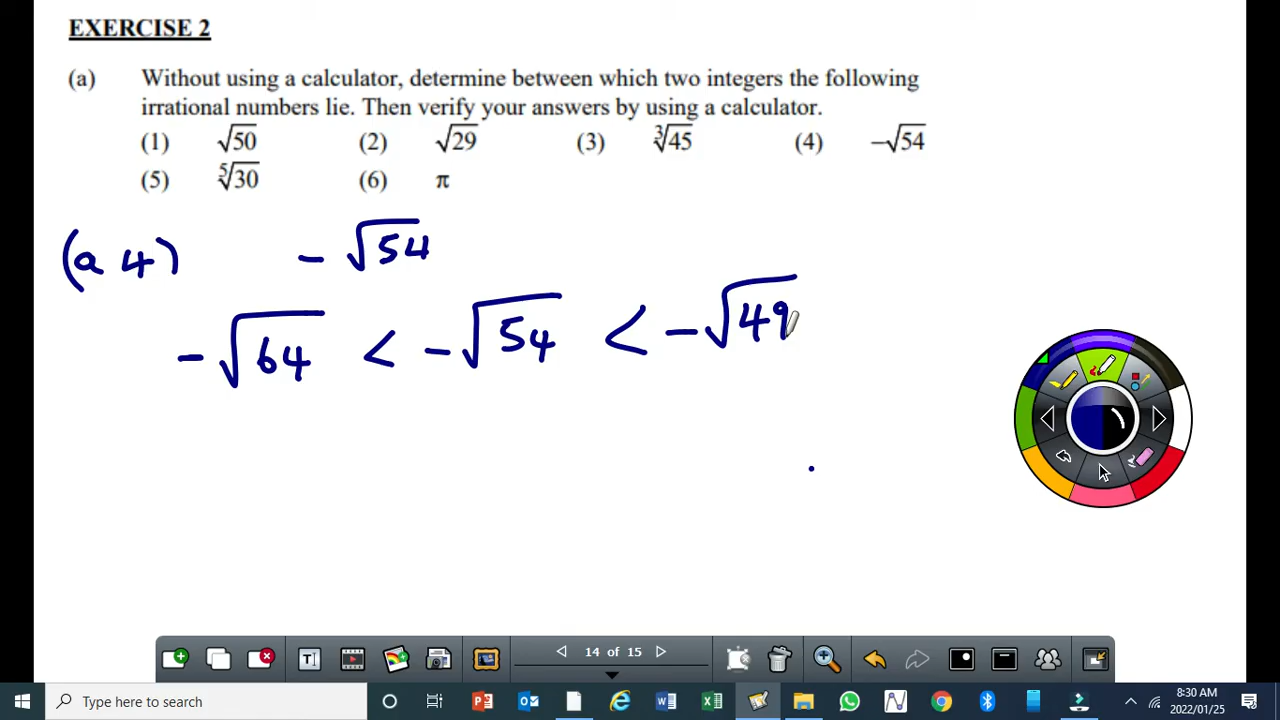 EXERCISE 2
(a) Without using a calculator, determine between which two integers the following
irrational numbers lie. Then verify your answers by using a calculator.
(1) √50 (2) √29 (3) ∛45 (4) −√54
(5) ⁵√30 (6) π
(a 4) − √54
−√64 < −√54 < −√49
14 of 15
Type here to search
8:30 AM
2022/01/25